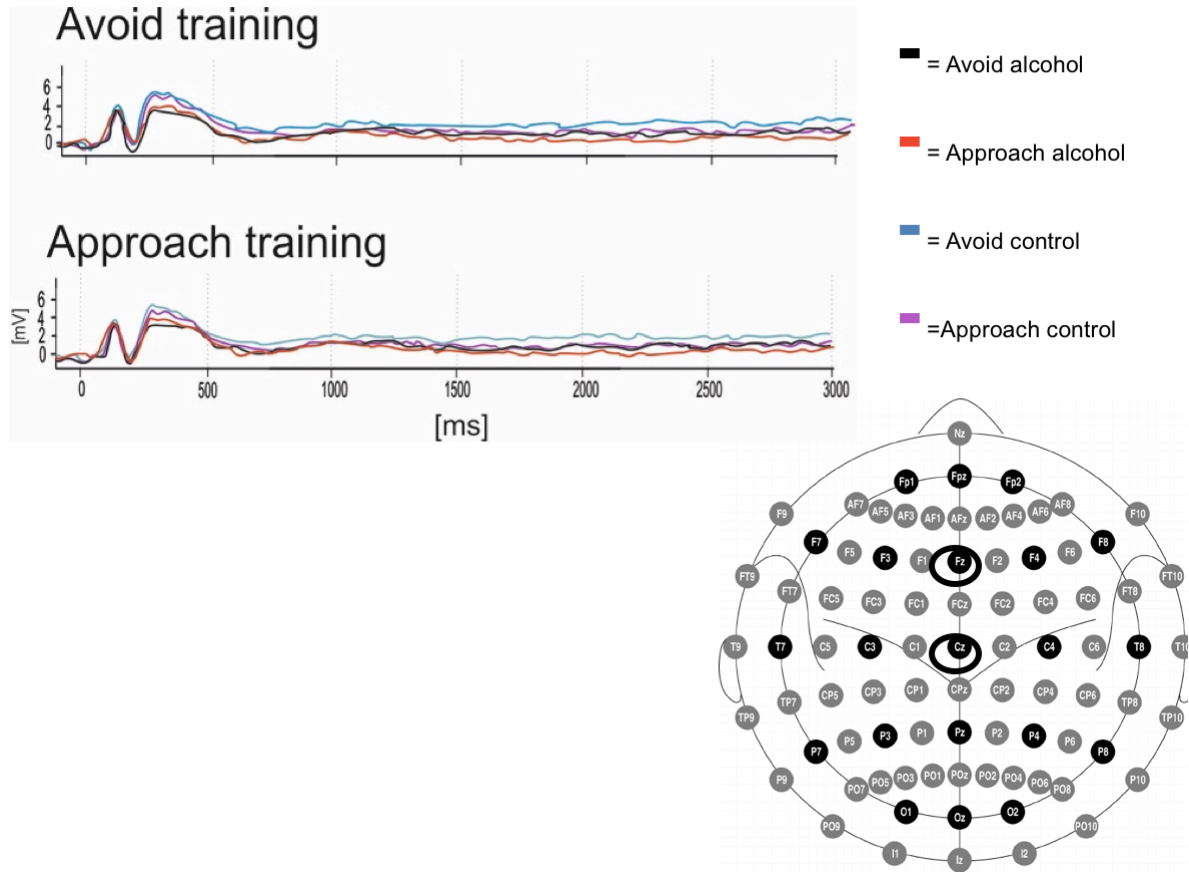 Avoid training
6
4
2
0
Approach training
[mV]
6
4
2
0
0 500 1000 1500 2000 2500 3000
[ms]
= Avoid alcohol
= Approach alcohol
= Avoid control
=Approach control
Nz
Fp1 Fpz Fp2
AF7 AF5 AF3 AF1 AFz AF2 AF4 AF6 AF8
F9 F10
F7 F5 F3 F1 Fz F2 F4 F6 F8
FT9 FT7 FC5 FC3 FC1 FCz FC2 FC4 FC6 FT8 FT10
T9 T7 C5 C3 C1 Cz C2 C4 C6 T8 T10
TP9 TP7 CP5 CP3 CP1 CPz CP2 CP4 CP6 TP8 TP10
P7 P5 P3 P1 Pz P2 P4 P6 P8
P9 PO7 PO5 PO3 PO1 POz PO2 PO4 PO6 PO8 P10
PO9 O1 Oz O2 PO10
I1 Iz I2